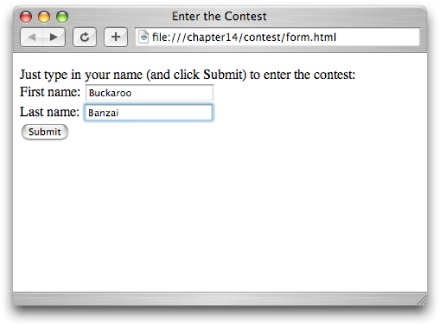 Enter the Contest
file:///chapter14/contest/form.html
Just type in your name (and click Submit) to enter the contest:
First name: Buckaroo
Last name: Banzai
Submit